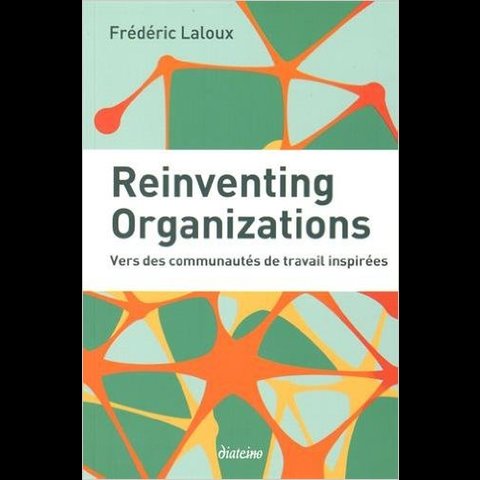 Frédéric Laloux
Reinventing
Organizations
Vers des communautés de travail inspirées
diateino